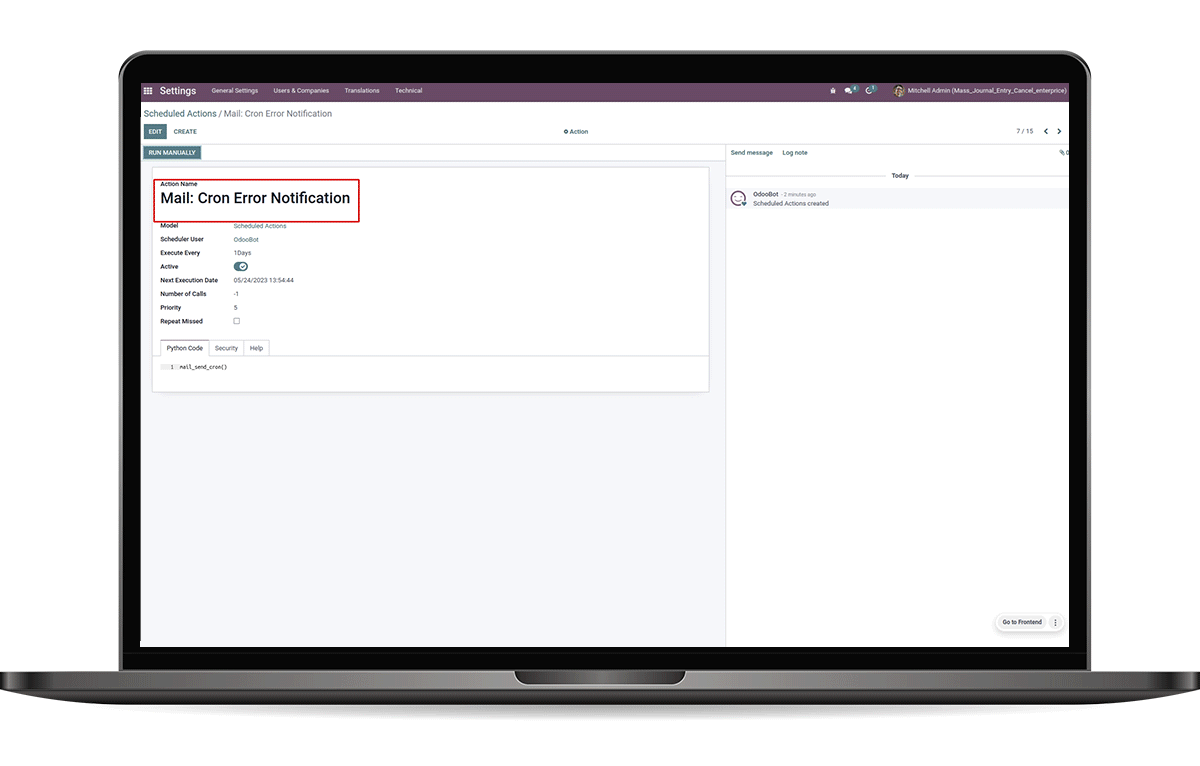 Settings General Settings Users & Companies Translations Technical Mitchell Admin (Mass_Journal_Entry_Cancel_enterprice)
Scheduled Actions / Mail: Cron Error Notification
EDIT CREATE Action 7 / 15
RUN MANUALLY
Send message Log note 0
Today
OdooBot - 2 minutes ago
Scheduled Actions created
Action Name
Mail: Cron Error Notification
Model Scheduled Actions
Scheduler User OdooBot
Execute Every 1Days
Active
Next Execution Date 05/24/2023 13:54:44
Number of Calls -1
Priority 5
Repeat Missed
Python Code Security Help
1 mail_send_cron()
Go to Frontend